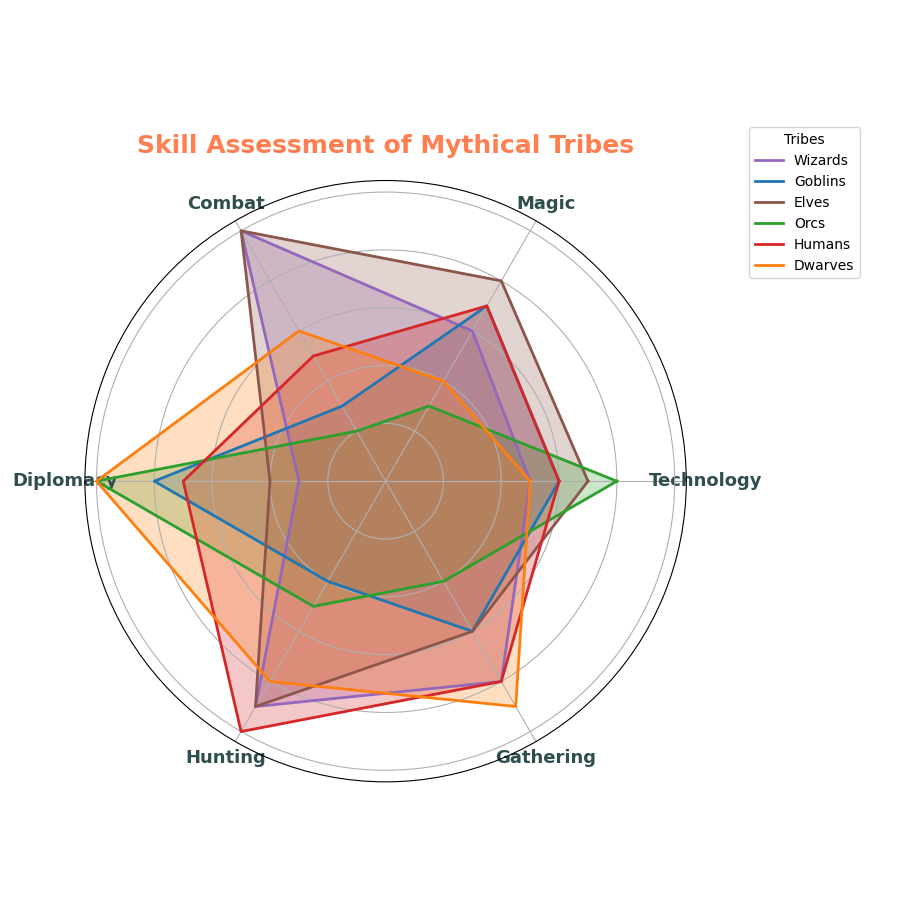 Skill Assessment of Mythical Tribes
Tribes
Wizards
Goblins
Elves
Orcs
Humans
Dwarves
Combat
Magic
Diplomacy
Technology
Hunting
Gathering